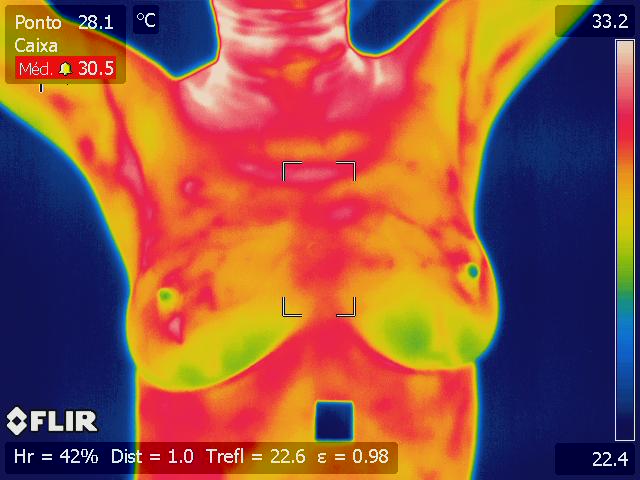 Ponto 28.1 °C
Caixa
Méd. 30.5
33.2
FLIR
Hr = 42% Dist = 1.0 Trefl = 22.6 ε = 0.98
22.4